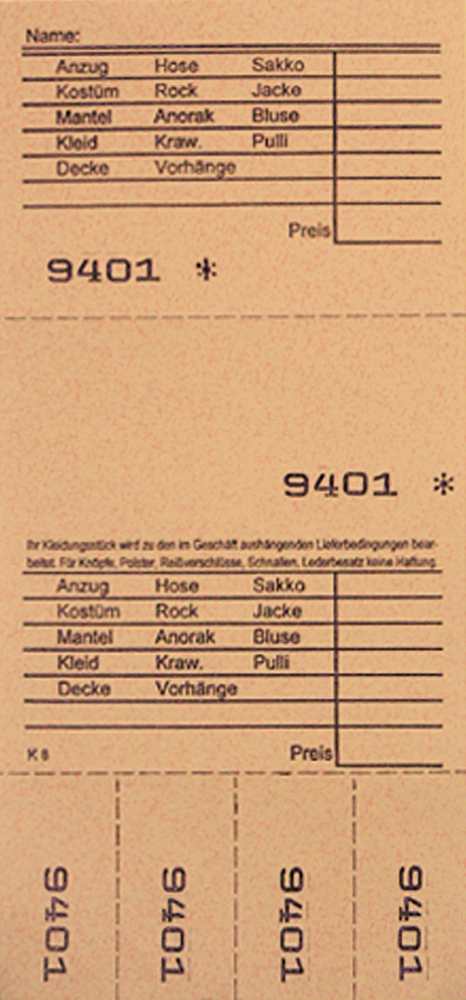 Name:
Anzug Hose Sakko
Kostüm Rock Jacke
Mantel Anorak Bluse
Kleid Kraw. Pulli
Decke Vorhänge
Preis
9401 *
9401 *
Ihr Kleidungsstück wird zu den im Geschäft aushängenden Lieferbedingungen bear-
beitet. Für Knöpfe, Polster, Reißverschlüsse, Schnallen, Lederbesatz keine Haftung.
Anzug Hose Sakko
Kostüm Rock Jacke
Mantel Anorak Bluse
Kleid Kraw. Pulli
Decke Vorhänge
K 8 Preis
9401 9401 9401 9401